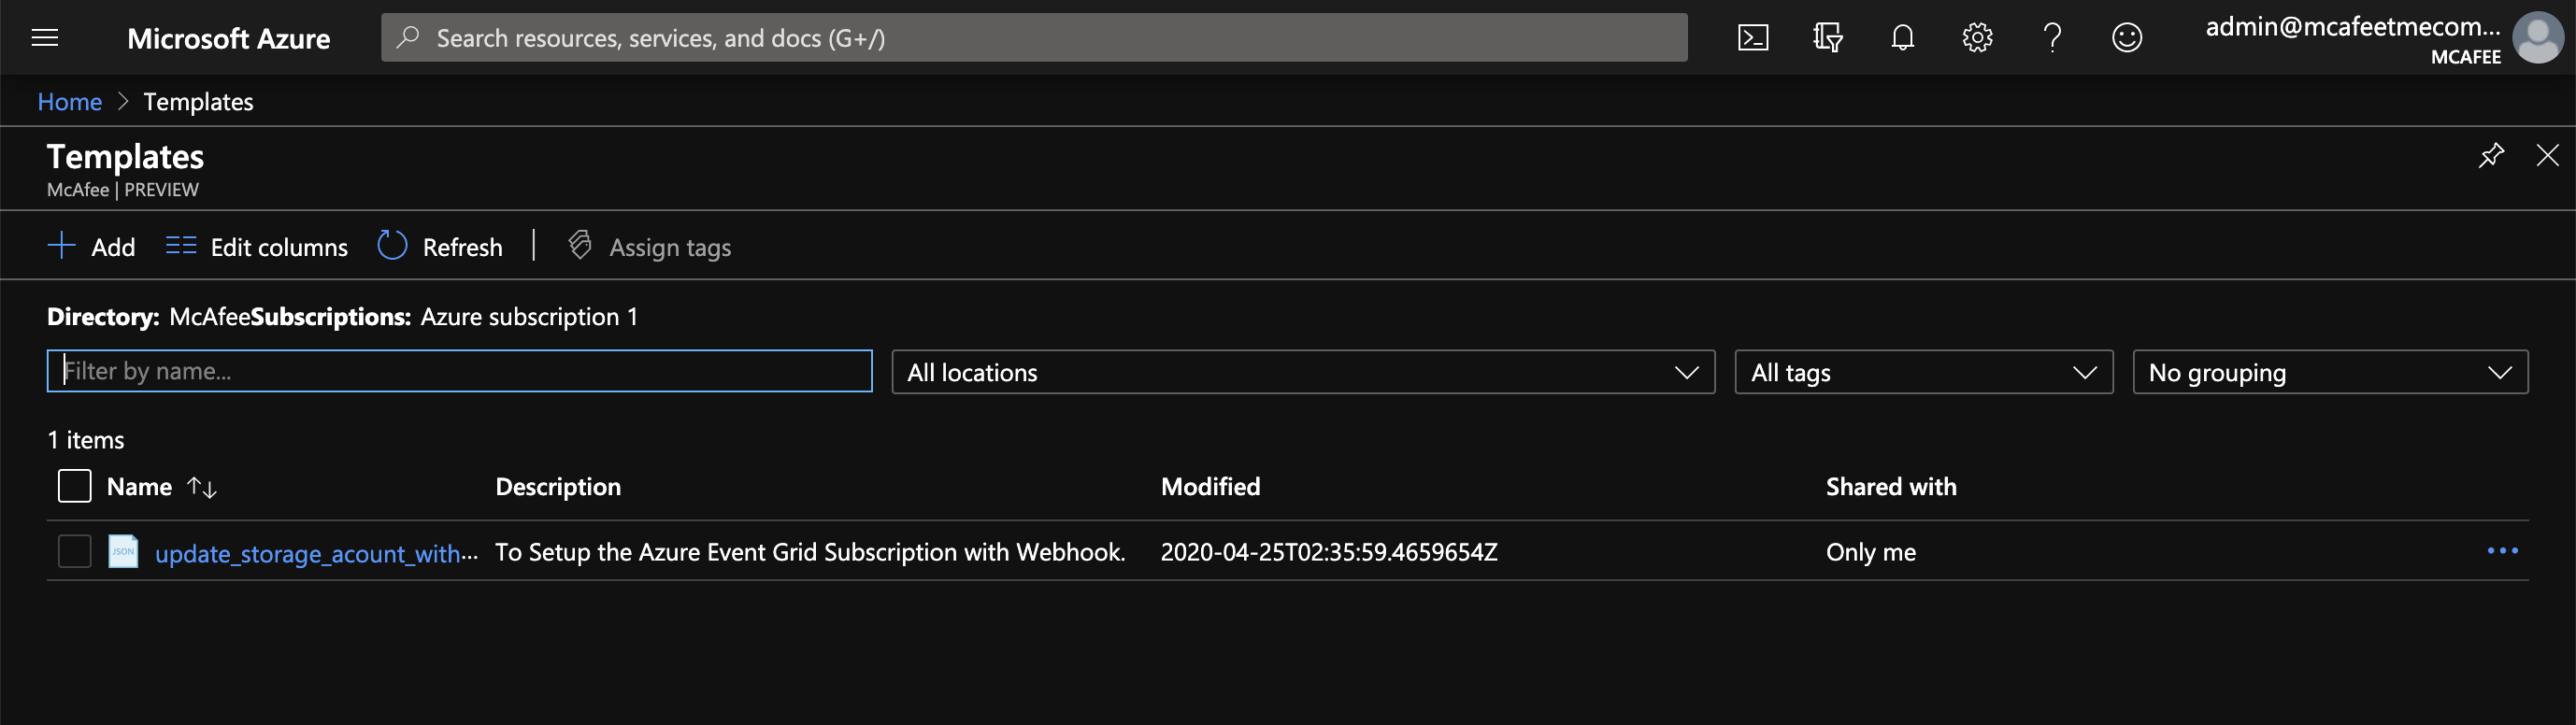 Microsoft Azure
Search resources, services, and docs (G+/)
admin@mcafeetmecom...
MCAFEE
Home > Templates
Templates
McAfee | PREVIEW
Add Edit columns Refresh | Assign tags
Directory: McAfeeSubscriptions: Azure subscription 1
Filter by name...
All locations
All tags
No grouping
1 items
Name Description Modified Shared with
JSON update_storage_acount_with... To Setup the Azure Event Grid Subscription with Webhook. 2020-04-25T02:35:59.4659654Z Only me